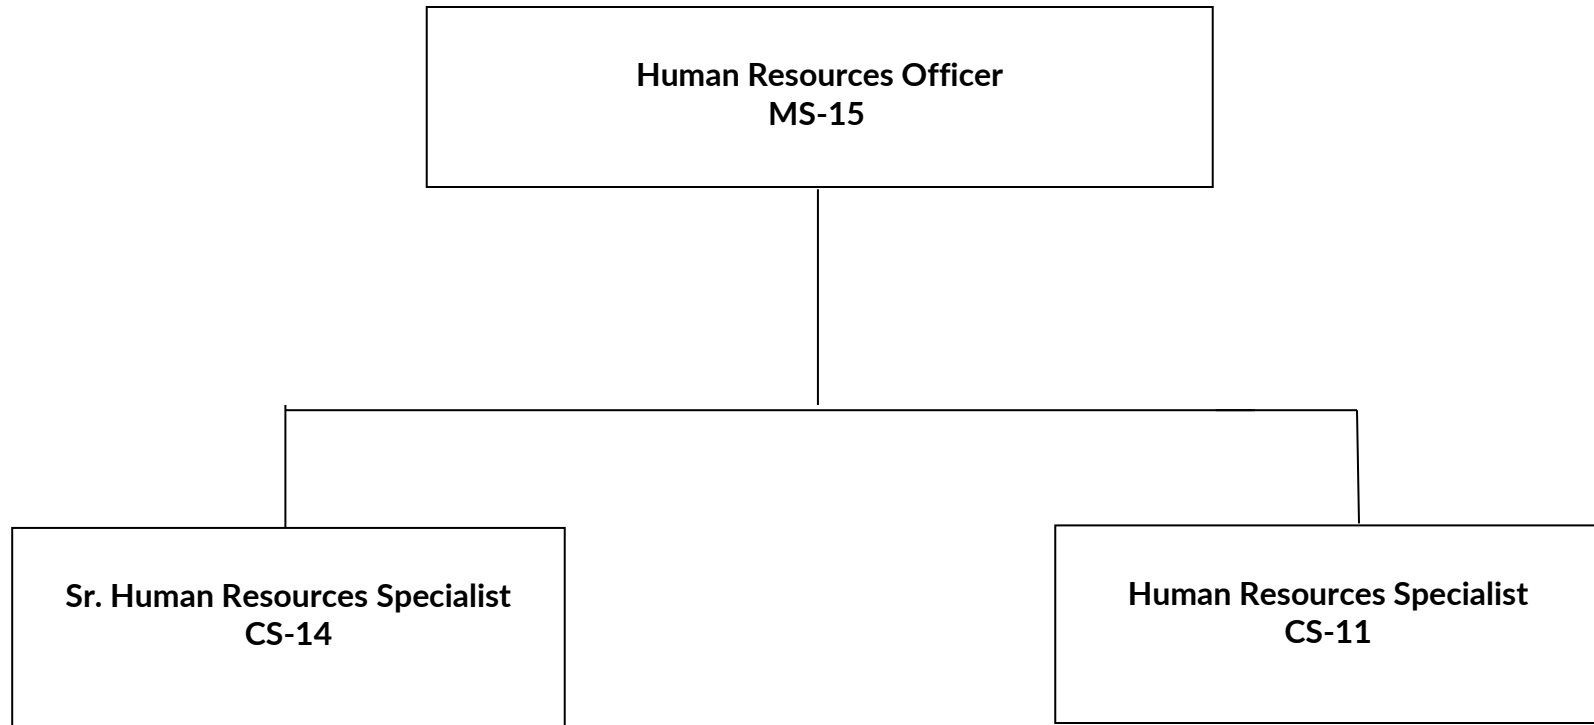 Human Resources Officer
MS-15
Sr. Human Resources Specialist
CS-14
Human Resources Specialist
CS-11